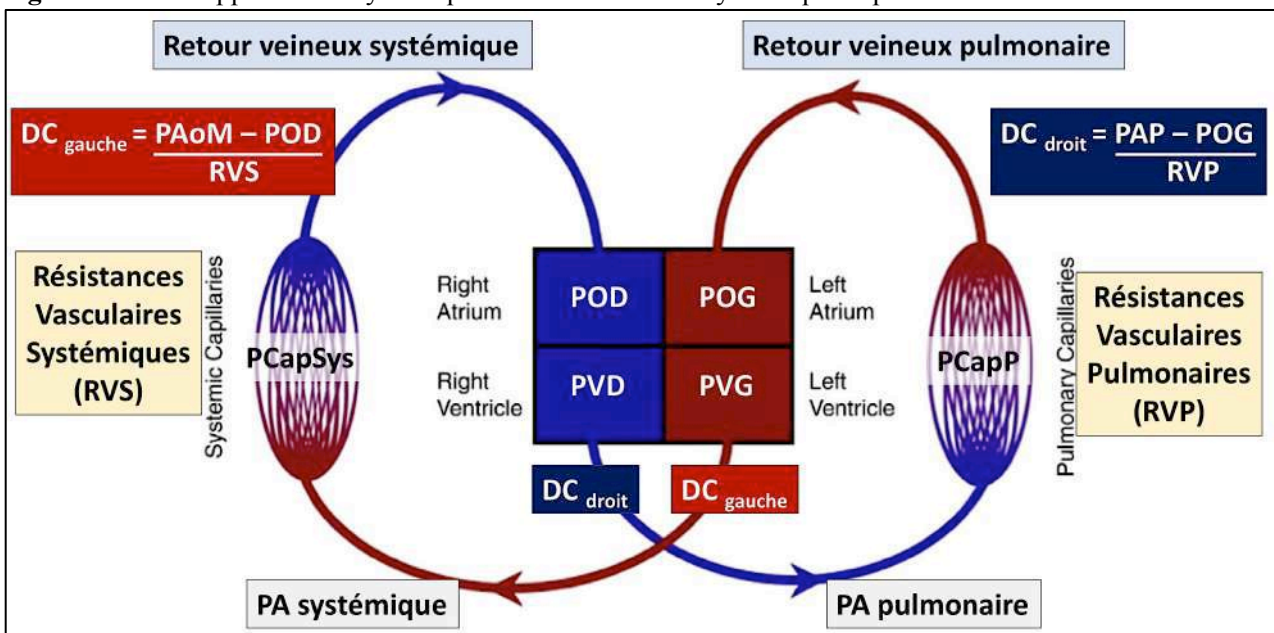 Retour veineux systémique
Retour veineux pulmonaire
DC gauche = PAoM – POD
RVS
DC droit = PAP – POG
RVP
Résistances
Vasculaires
Systémiques
(RVS)
Systemic Capillaries
PCapSys
Right
Atrium
POD
POG
Left
Atrium
Right
Ventricle
PVD
PVG
Left
Ventricle
PCapP
Pulmonary Capillaries
Résistances
Vasculaires
Pulmonaires
(RVP)
DC droit
DC gauche
PA systémique
PA pulmonaire